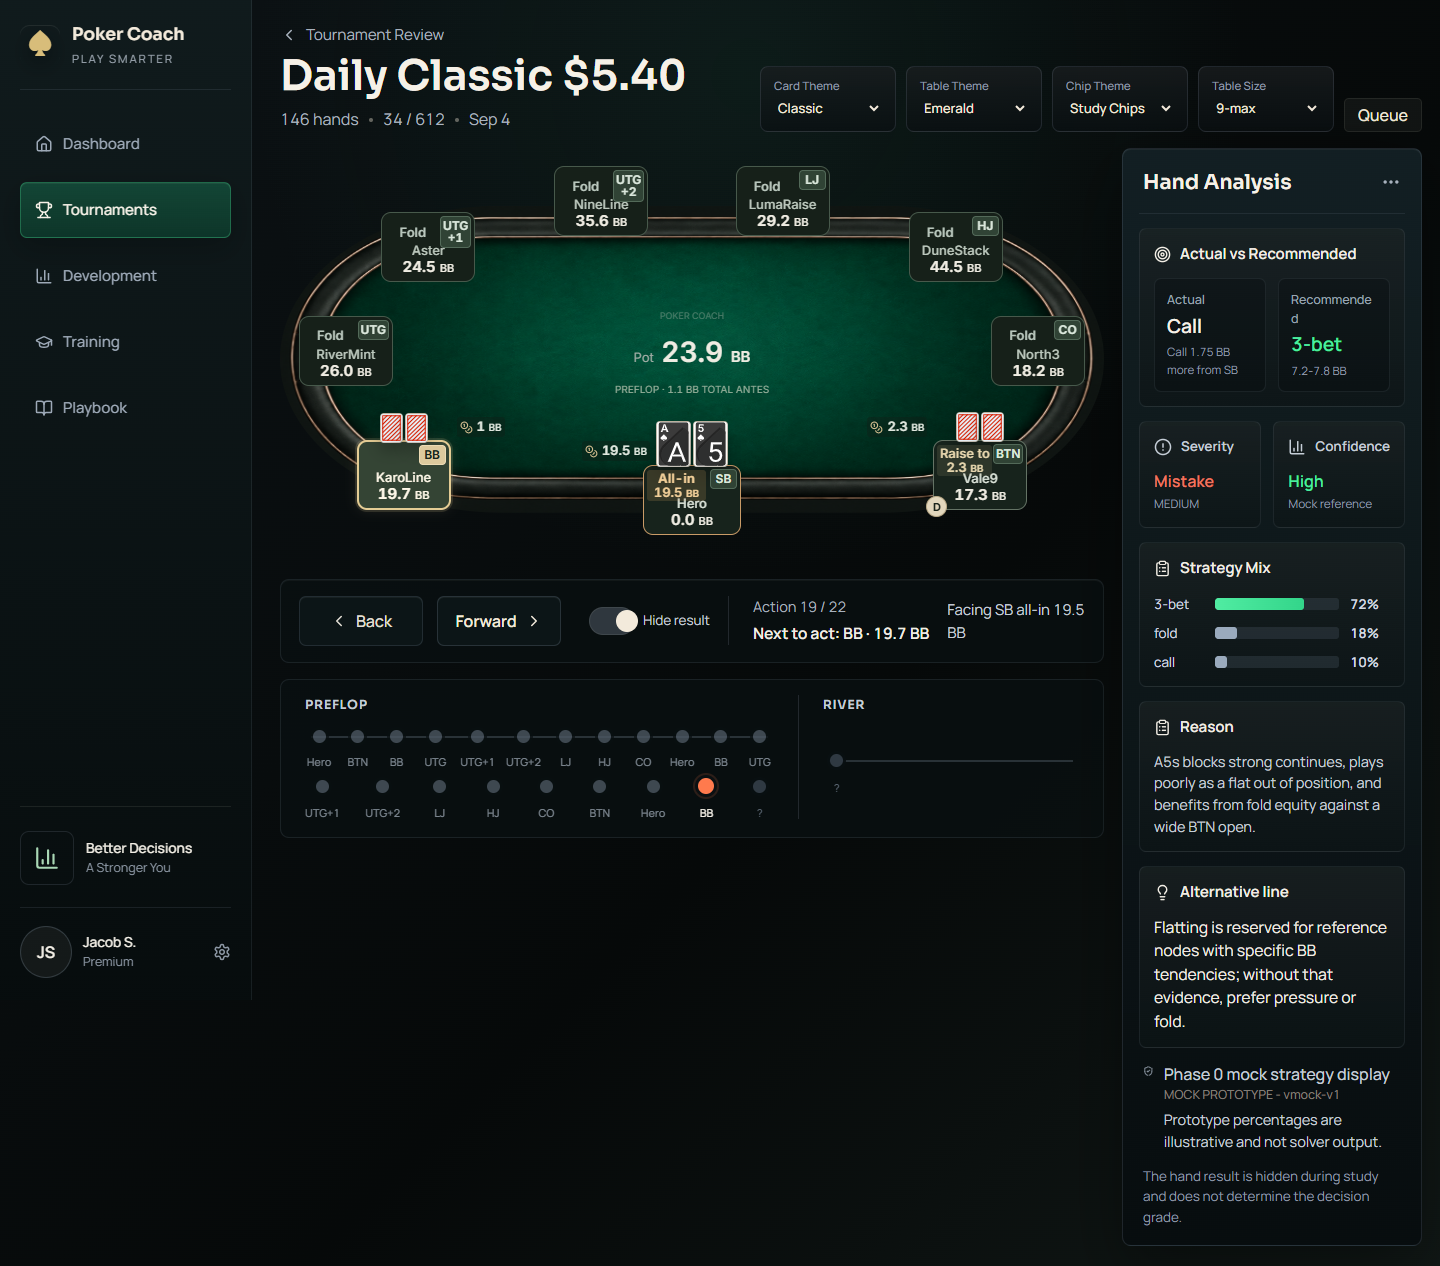 Poker Coach
PLAY SMARTER
Dashboard
Tournaments
Development
Training
Playbook
Better Decisions
A Stronger You
JS
Jacob S.
Premium
Tournament Review
Daily Classic $5.40
146 hands • 34 / 612 • Sep 4
Card Theme
Classic
Table Theme
Emerald
Chip Theme
Study Chips
Table Size
9-max
Queue
Fold UTG +2
NineLine
35.6 BB
Fold LJ
LumaRaise
29.2 BB
Fold UTG +1
Aster
24.5 BB
Fold HJ
DuneStack
44.5 BB
Fold UTG
RiverMint
26.0 BB
Fold CO
North3
18.2 BB
POKER COACH
Pot 23.9 BB
PREFLOP · 1.1 BB TOTAL ANTES
1 BB
19.5 BB
2.3 BB
A A
5 5
BB
KaroLine
19.7 BB
All-in SB
19.5 BB
Hero
0.0 BB
Raise to BTN
2.3 BB
Vale9
17.3 BB
D
Back
Forward
Hide result
Action 19 / 22
Next to act: BB · 19.7 BB
Facing SB all-in 19.5
BB
PREFLOP
Hero BTN BB UTG UTG+1 UTG+2 LJ HJ CO Hero BB UTG
UTG+1 UTG+2 LJ HJ CO BTN Hero BB ?
RIVER
?
Hand Analysis
Actual vs Recommended
Actual
Call
Call 1.75 BB
more from SB
Recommende
d
3-bet
7.2-7.8 BB
Severity
Mistake
MEDIUM
Confidence
High
Mock reference
Strategy Mix
3-bet 72%
fold 18%
call 10%
Reason
A5s blocks strong continues, plays
poorly as a flat out of position, and
benefits from fold equity against a
wide BTN open.
Alternative line
Flatting is reserved for reference
nodes with specific BB
tendencies; without that
evidence, prefer pressure or
fold.
Phase 0 mock strategy display
MOCK PROTOTYPE - vmock-v1
Prototype percentages are
illustrative and not solver output.
The hand result is hidden during study
and does not determine the decision
grade.